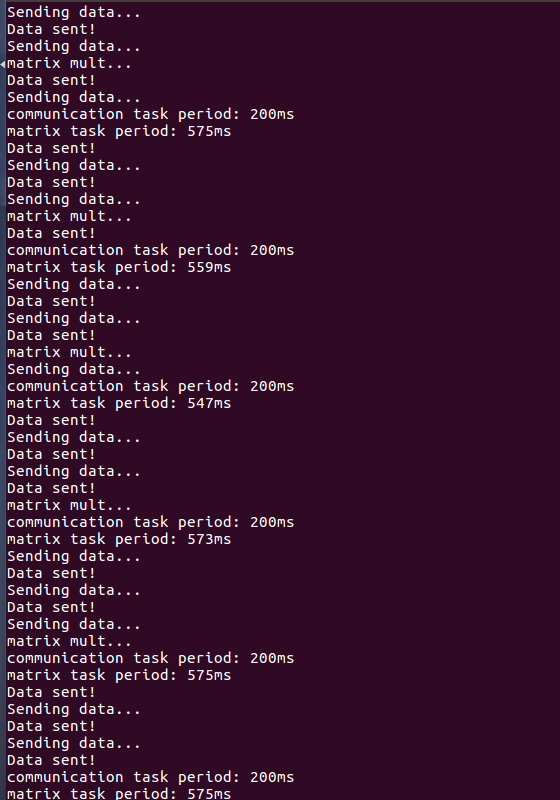 Sending data...
Data sent!
Sending data...
matrix mult...
Data sent!
Sending data...
communication task period: 200ms
matrix task period: 575ms
Data sent!
Sending data...
Data sent!
Sending data...
matrix mult...
Data sent!
communication task period: 200ms
matrix task period: 559ms
Sending data...
Data sent!
Sending data...
Data sent!
matrix mult...
Sending data...
communication task period: 200ms
matrix task period: 547ms
Data sent!
Sending data...
Data sent!
Sending data...
Data sent!
matrix mult...
communication task period: 200ms
matrix task period: 573ms
Sending data...
Data sent!
Sending data...
Data sent!
Sending data...
matrix mult...
communication task period: 200ms
matrix task period: 575ms
Data sent!
Sending data...
Data sent!
Sending data...
Data sent!
communication task period: 200ms
matrix task period: 575ms